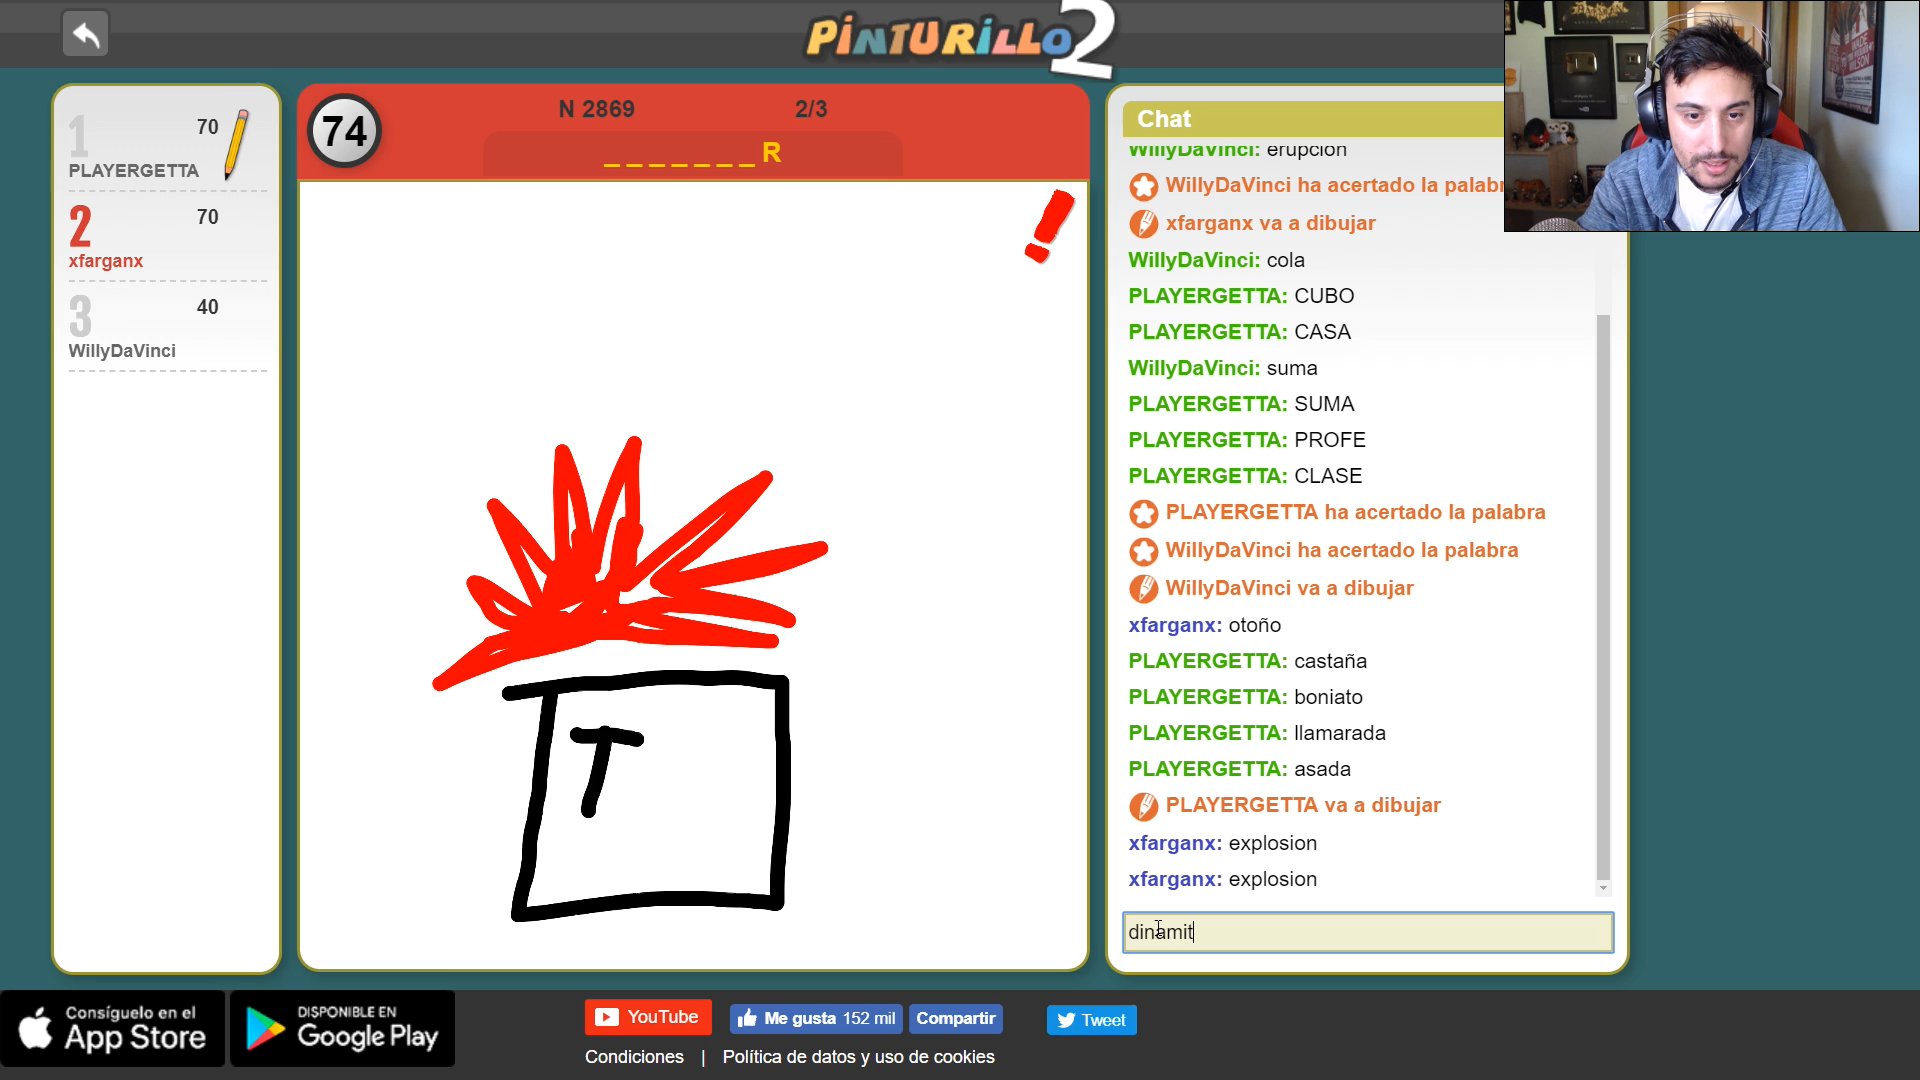 PINTURILLO 2
1 70
PLAYERGETTA
2 70
xfarganx
3 40
WillyDaVinci
74
N 2869 2/3
_ _ _ _ _ _ _ R
!
T
Chat
WillyDaVinci: erupcion
WillyDaVinci ha acertado la palabr
xfarganx va a dibujar
WillyDaVinci: cola
PLAYERGETTA: CUBO
PLAYERGETTA: CASA
WillyDaVinci: suma
PLAYERGETTA: SUMA
PLAYERGETTA: PROFE
PLAYERGETTA: CLASE
PLAYERGETTA ha acertado la palabra
WillyDaVinci ha acertado la palabra
WillyDaVinci va a dibujar
xfarganx: otoño
PLAYERGETTA: castaña
PLAYERGETTA: boniato
PLAYERGETTA: llamarada
PLAYERGETTA: asada
PLAYERGETTA va a dibujar
xfarganx: explosion
xfarganx: explosion
dinamit
WADE WILSON
Consíguelo en el
App Store
DISPONIBLE EN
Google Play
YouTube
Me gusta 152 mil
Compartir
Tweet
Condiciones | Política de datos y uso de cookies